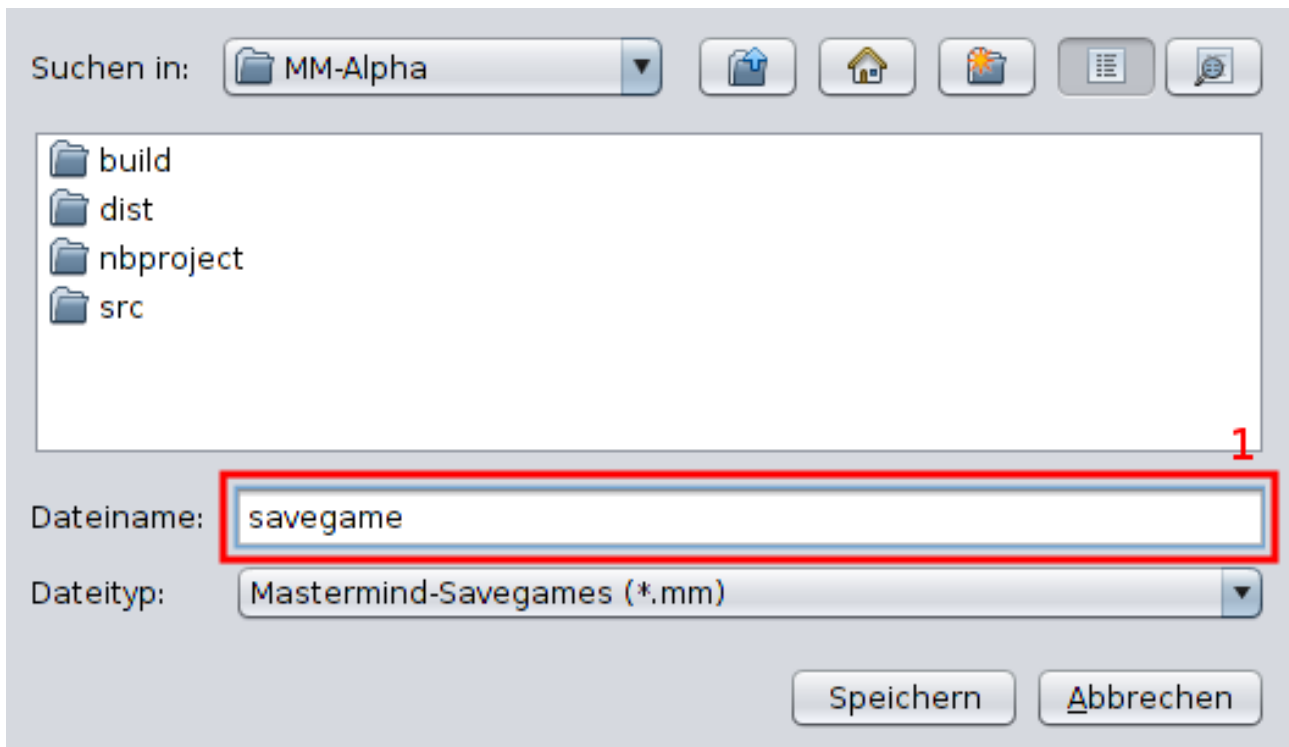 Suchen in: MM-Alpha
build
dist
nbproject
src
1
Dateiname: savegame
Dateityp: Mastermind-Savegames (*.mm)
Speichern Abbrechen